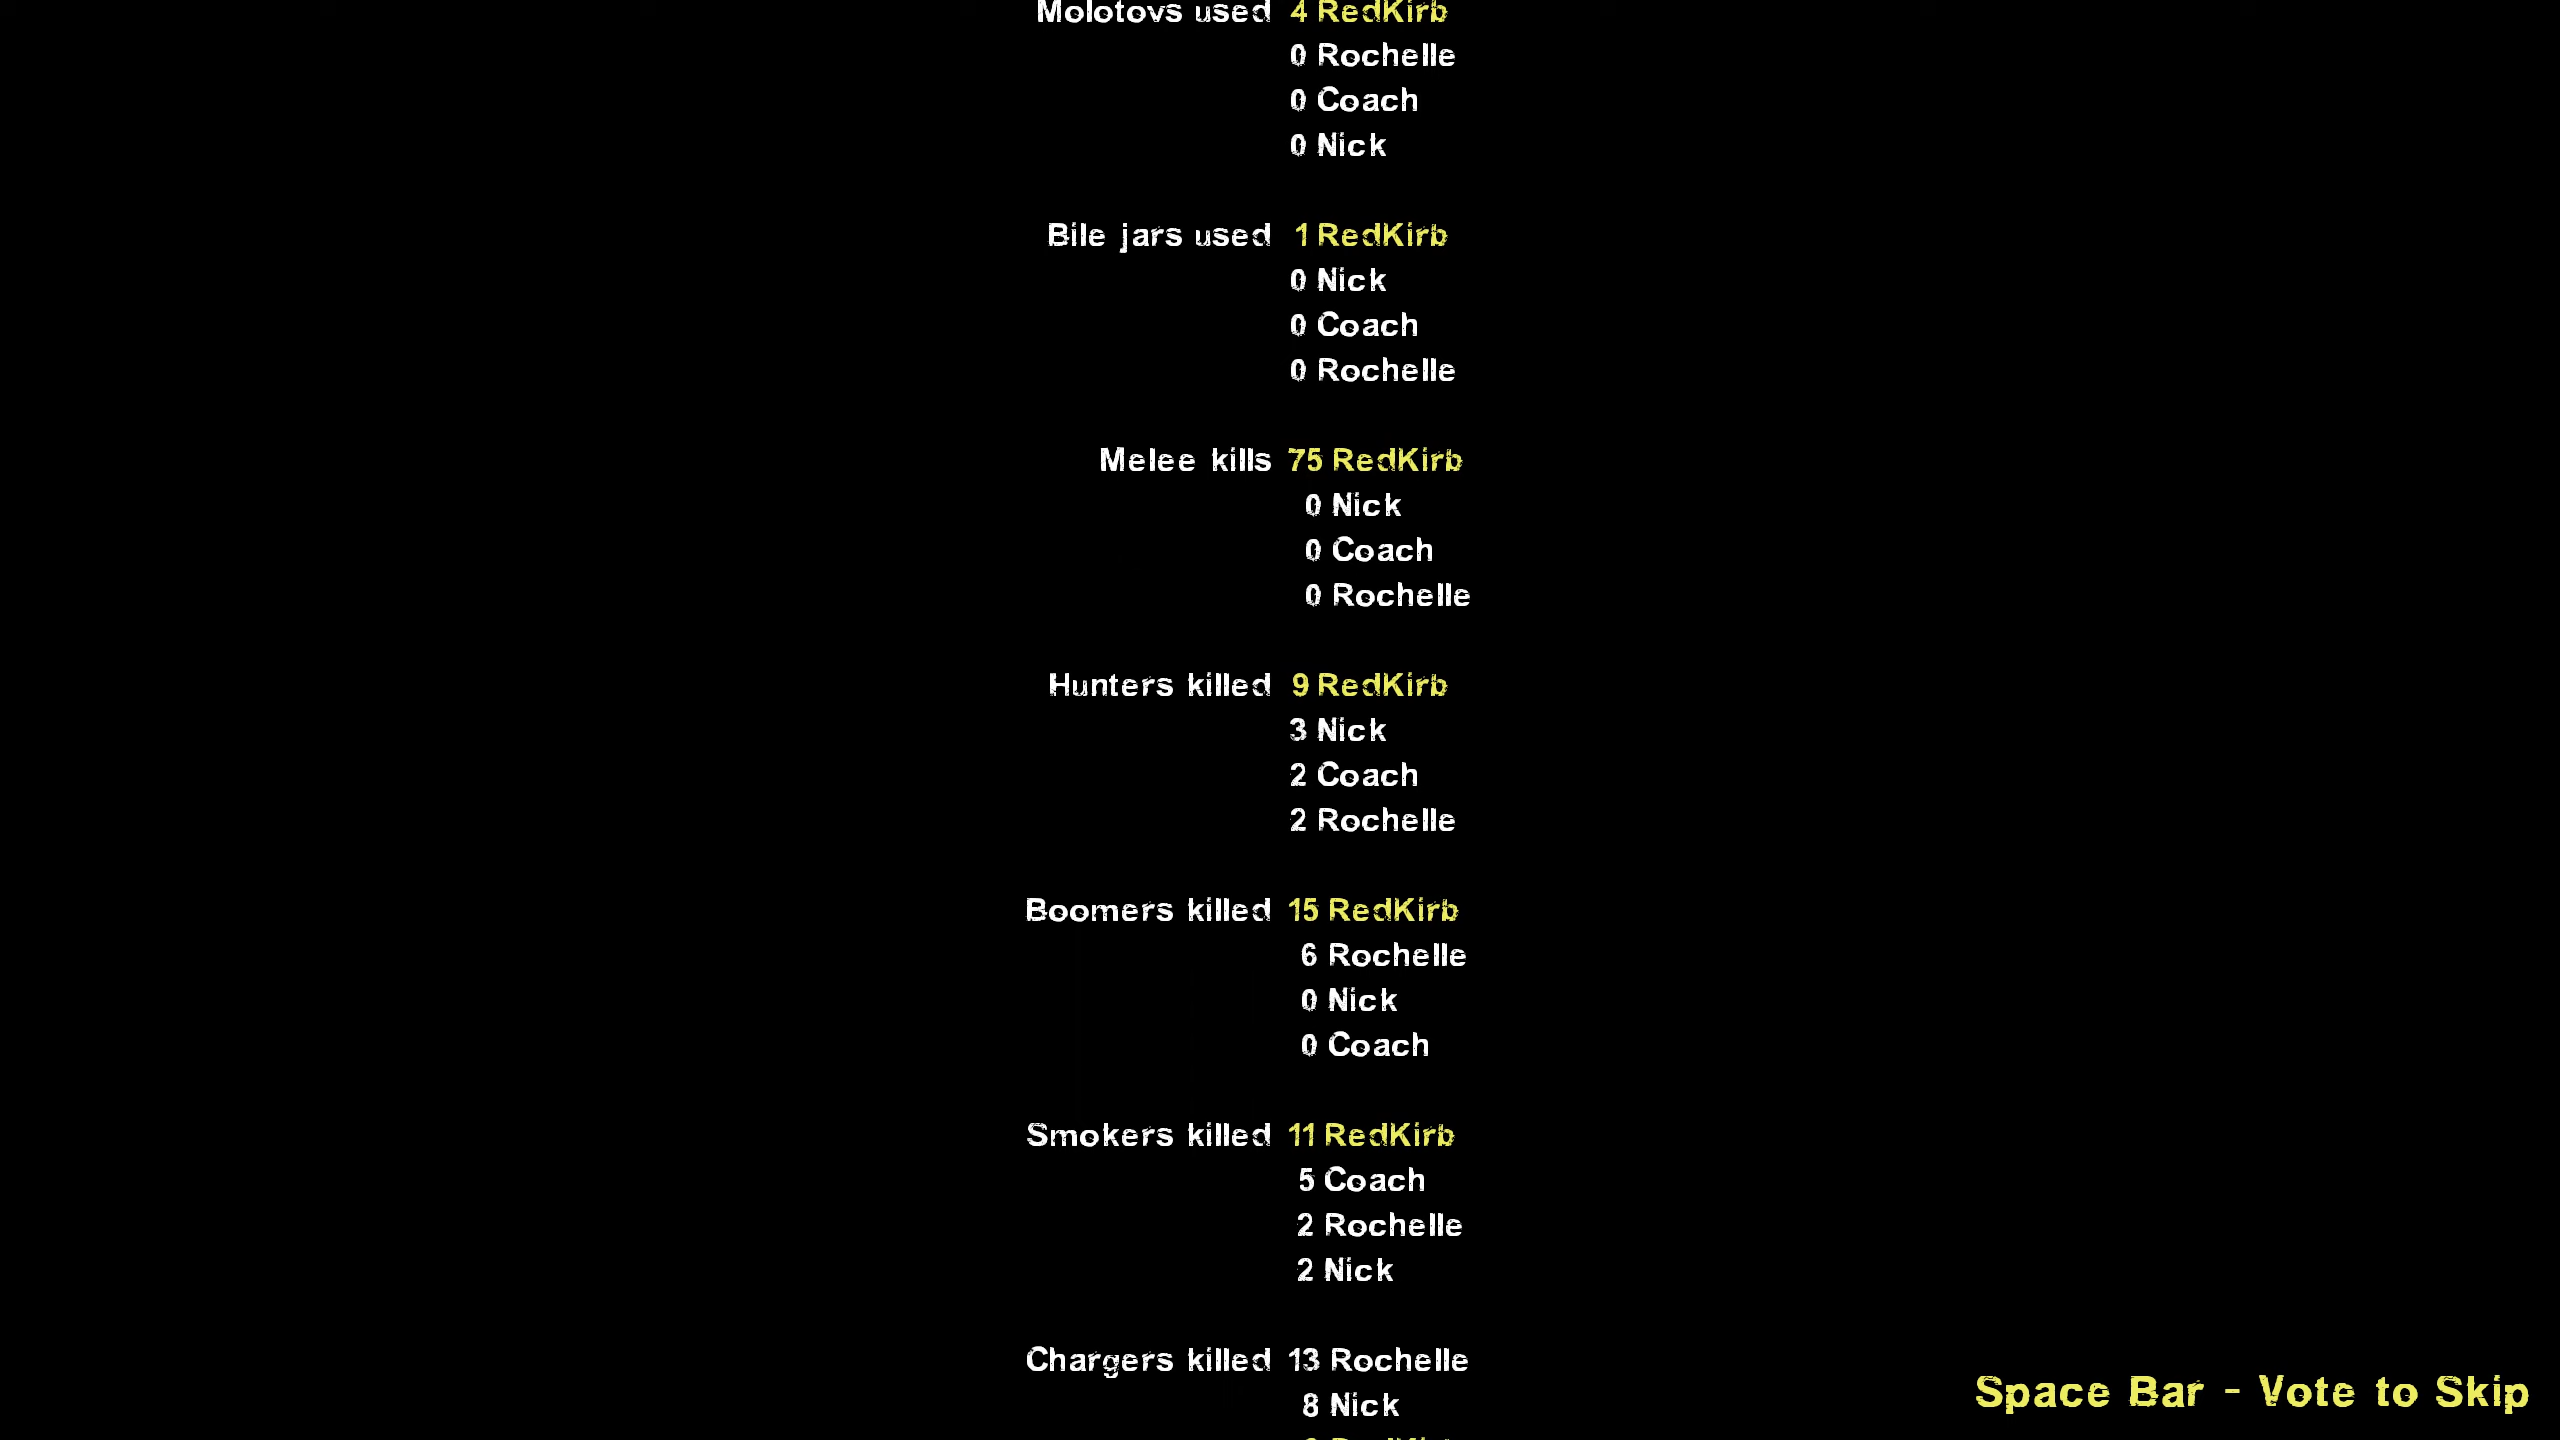 Molotovs used 4 RedKirb
0 Rochelle
0 Coach
0 Nick
Bile jars used 1 RedKirb
0 Nick
0 Coach
0 Rochelle
Melee kills 75 RedKirb
0 Nick
0 Coach
0 Rochelle
Hunters killed 9 RedKirb
3 Nick
2 Coach
2 Rochelle
Boomers killed 15 RedKirb
6 Rochelle
0 Nick
0 Coach
Smokers killed 11 RedKirb
5 Coach
2 Rochelle
2 Nick
Chargers killed 13 Rochelle
8 Nick
Space Bar - Vote to Skip